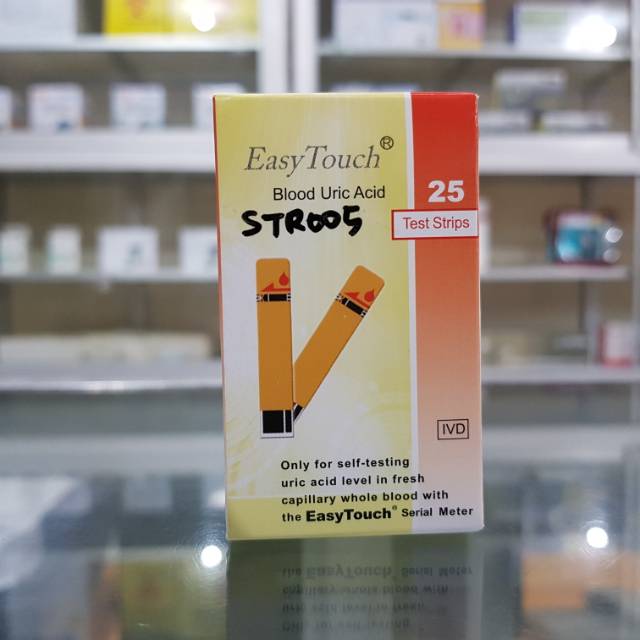 EasyTouch®
Blood Uric Acid
STR005
25
Test Strips
IVD
Only for self-testing
uric acid level in fresh
capillary whole blood with
the EasyTouch® Serial Meter